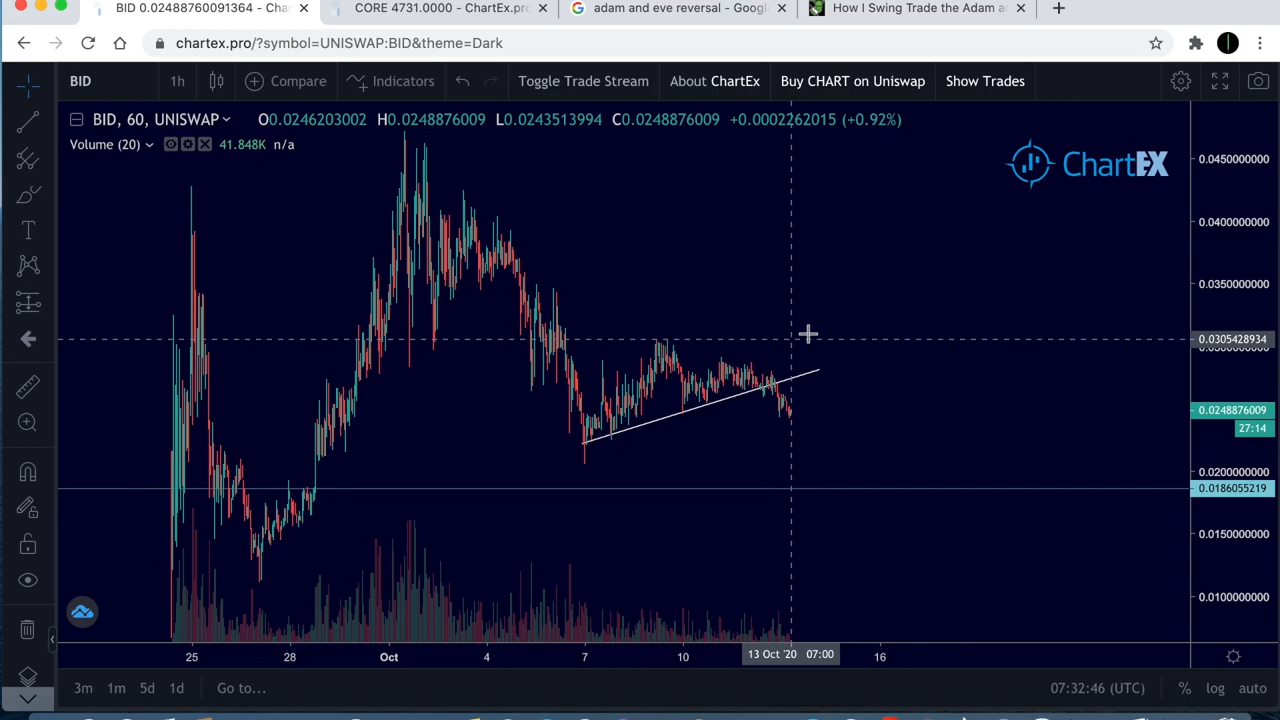 BID 0.02488760091364 - Cha
CORE 4731.0000 - ChartEx.pro
adam and eve reversal - Google
How I Swing Trade the Adam a
chartex.pro/?symbol=UNISWAP:BID&theme=Dark
BID 1h Compare Indicators Toggle Trade Stream About ChartEx Buy CHART on Uniswap Show Trades
BID, 60, UNISWAP O0.0246203002 H0.0248876009 L0.0243513994 C0.0248876009 +0.0002262015 (+0.92%)
Volume (20) 41.848K n/a
ChartEX
0.0450000000
0.0400000000
0.0350000000
0.0305428934
0.0300000000
0.0248876009
27:14
0.0200000000
0.0186055219
0.0150000000
0.0100000000
25 28 Oct 4 7 10 13 Oct '20 07:00 16
3m 1m 5d 1d Go to... 07:32:46 (UTC) % log auto